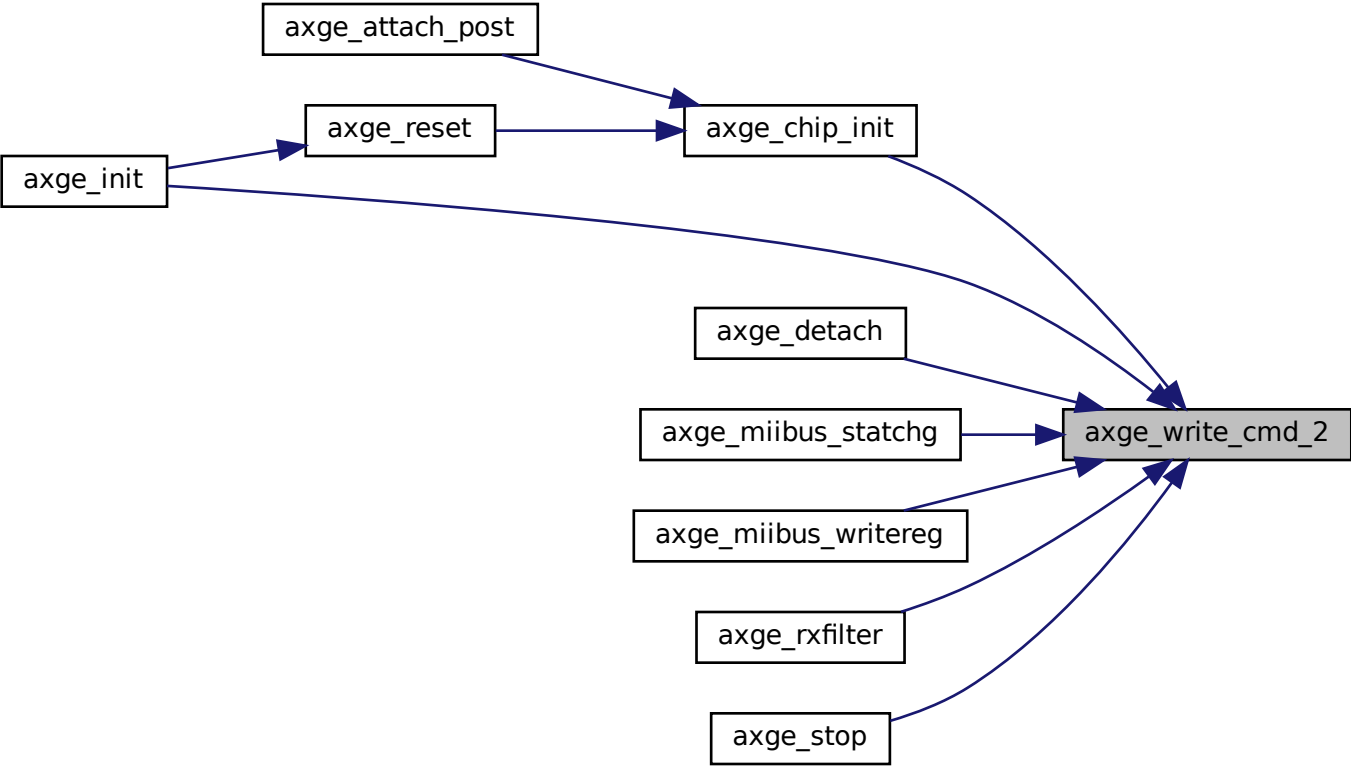 axge_attach_post
axge_reset
axge_chip_init
axge_init
axge_detach
axge_miibus_statchg
axge_write_cmd_2
axge_miibus_writereg
axge_rxfilter
axge_stop